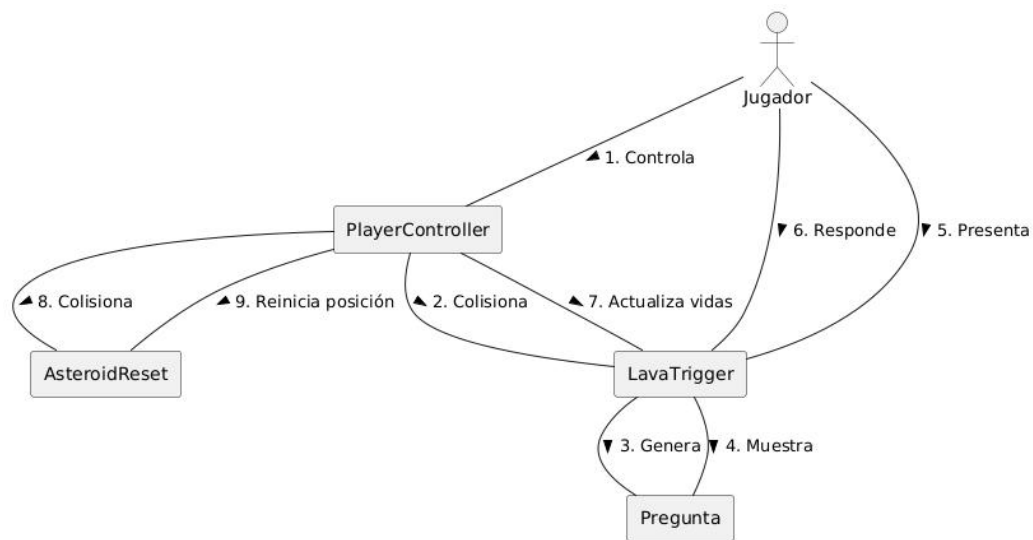 Jugador
1. Controla
PlayerController
6. Responde
5. Presenta
8. Colisiona
9. Reinicia posición
2. Colisiona
7. Actualiza vidas
AsteroidReset
LavaTrigger
3. Genera
4. Muestra
Pregunta